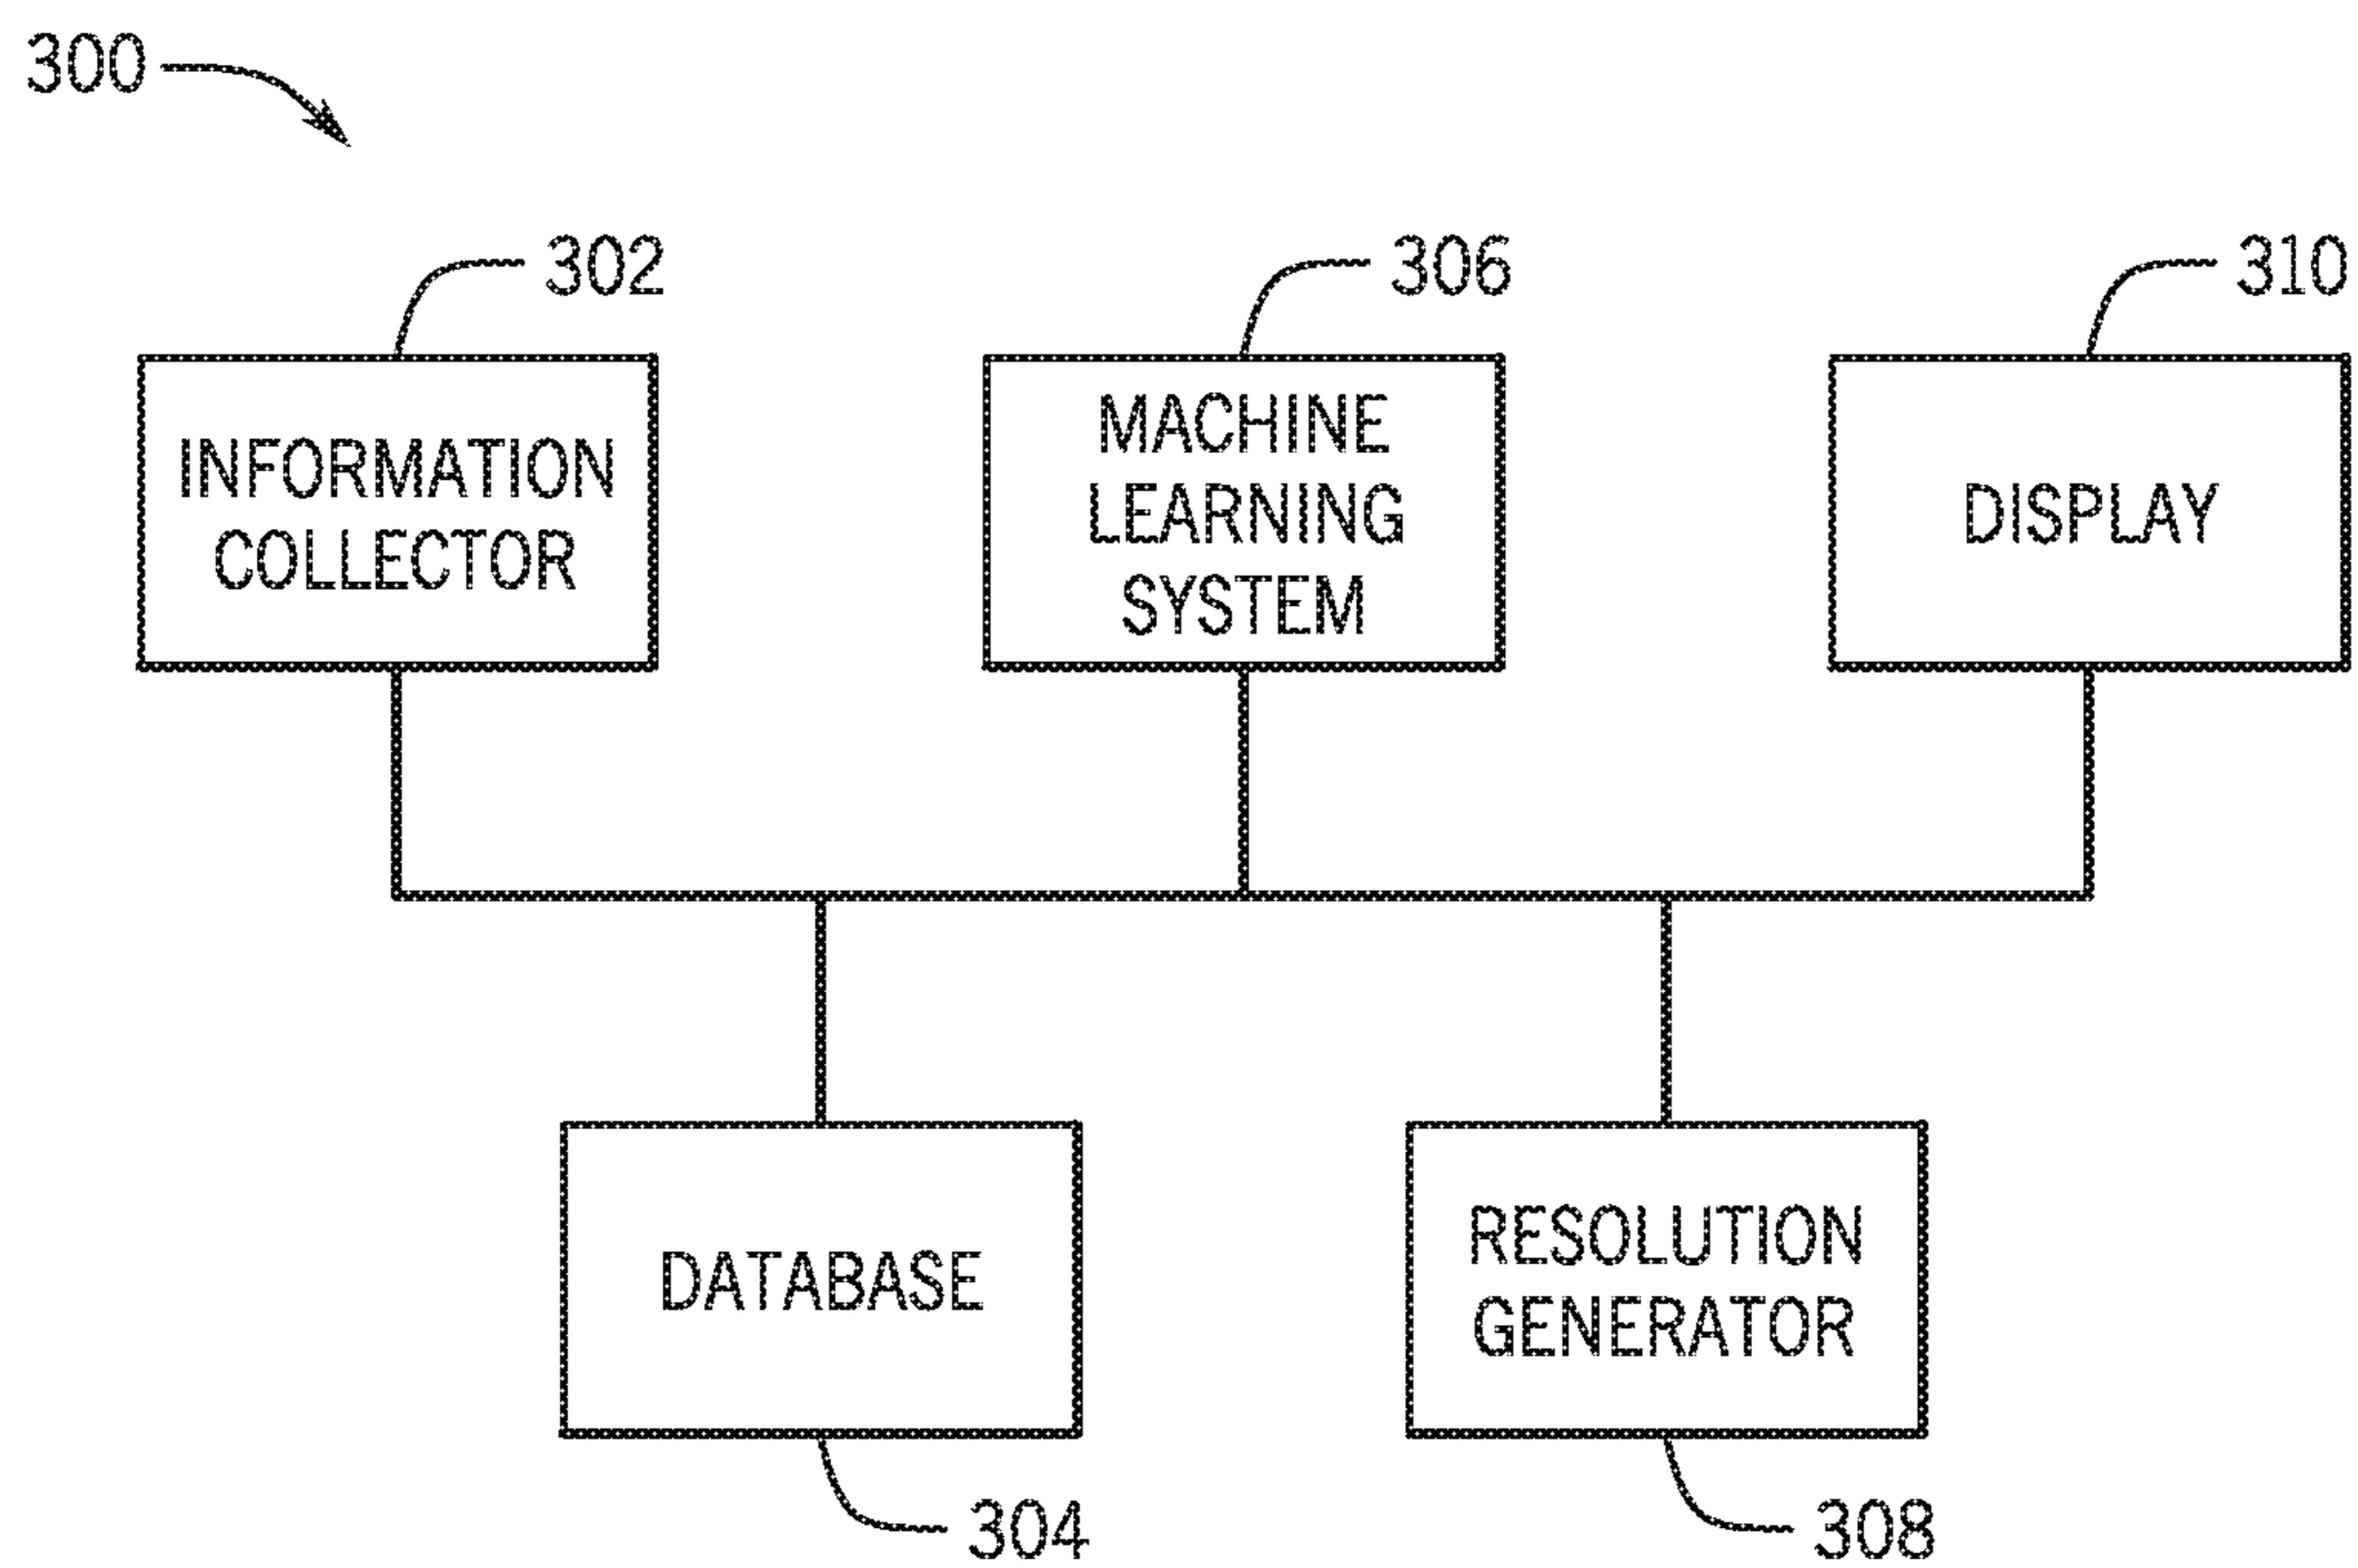 300
302
306
310
INFORMATION
COLLECTOR
MACHINE
LEARNING
SYSTEM
DISPLAY
DATABASE
RESOLUTION
GENERATOR
304
308